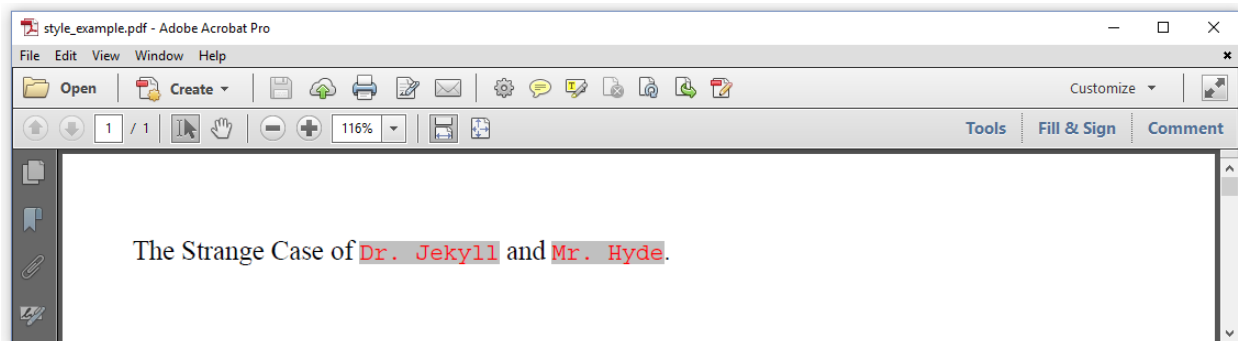 style_example.pdf - Adobe Acrobat Pro
File Edit View Window Help
Open Create Customize
1 / 1 116% Tools Fill & Sign Comment
The Strange Case of Dr. Jekyll and Mr. Hyde.